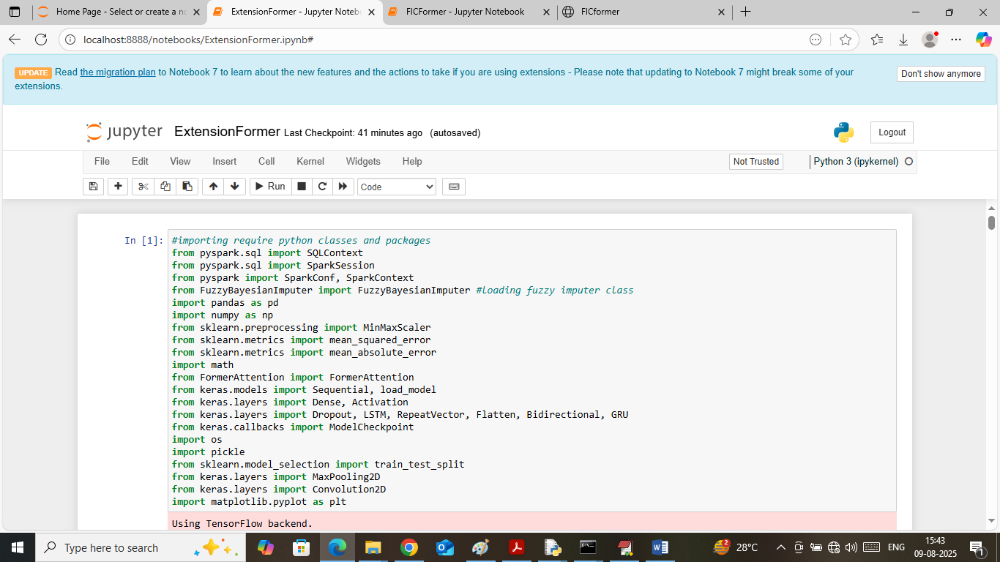 Home Page - Select or create a n
ExtensionFormer - Jupyter Noteb
FICFormer - Jupyter Notebook
FICformer
localhost:8888/notebooks/ExtensionFormer.ipynb#
UPDATE Read the migration plan to Notebook 7 to learn about the new features and the actions to take if you are using extensions - Please note that updating to Notebook 7 might break some of your
extensions.
Don't show anymore
jupyter ExtensionFormer Last Checkpoint: 41 minutes ago (autosaved)
Logout
File Edit View Insert Cell Kernel Widgets Help
Not Trusted
Python 3 (ipykernel)
Run
Code
In [1]:
#importing require python classes and packages
from pyspark.sql import SQLContext
from pyspark.sql import SparkSession
from pyspark import SparkConf, SparkContext
from FuzzyBayesianImputer import FuzzyBayesianImputer #loading fuzzy imputer class
import pandas as pd
import numpy as np
from sklearn.preprocessing import MinMaxScaler
from sklearn.metrics import mean_squared_error
from sklearn.metrics import mean_absolute_error
import math
from FormerAttention import FormerAttention
from keras.models import Sequential, load_model
from keras.layers import Dense, Activation
from keras.layers import Dropout, LSTM, RepeatVector, Flatten, Bidirectional, GRU
from keras.callbacks import ModelCheckpoint
import os
import pickle
from sklearn.model_selection import train_test_split
from keras.layers import MaxPooling2D
from keras.layers import Convolution2D
import matplotlib.pyplot as plt
Using TensorFlow backend.
Type here to search
2
28°C
ENG
15:43
09-08-2025
1